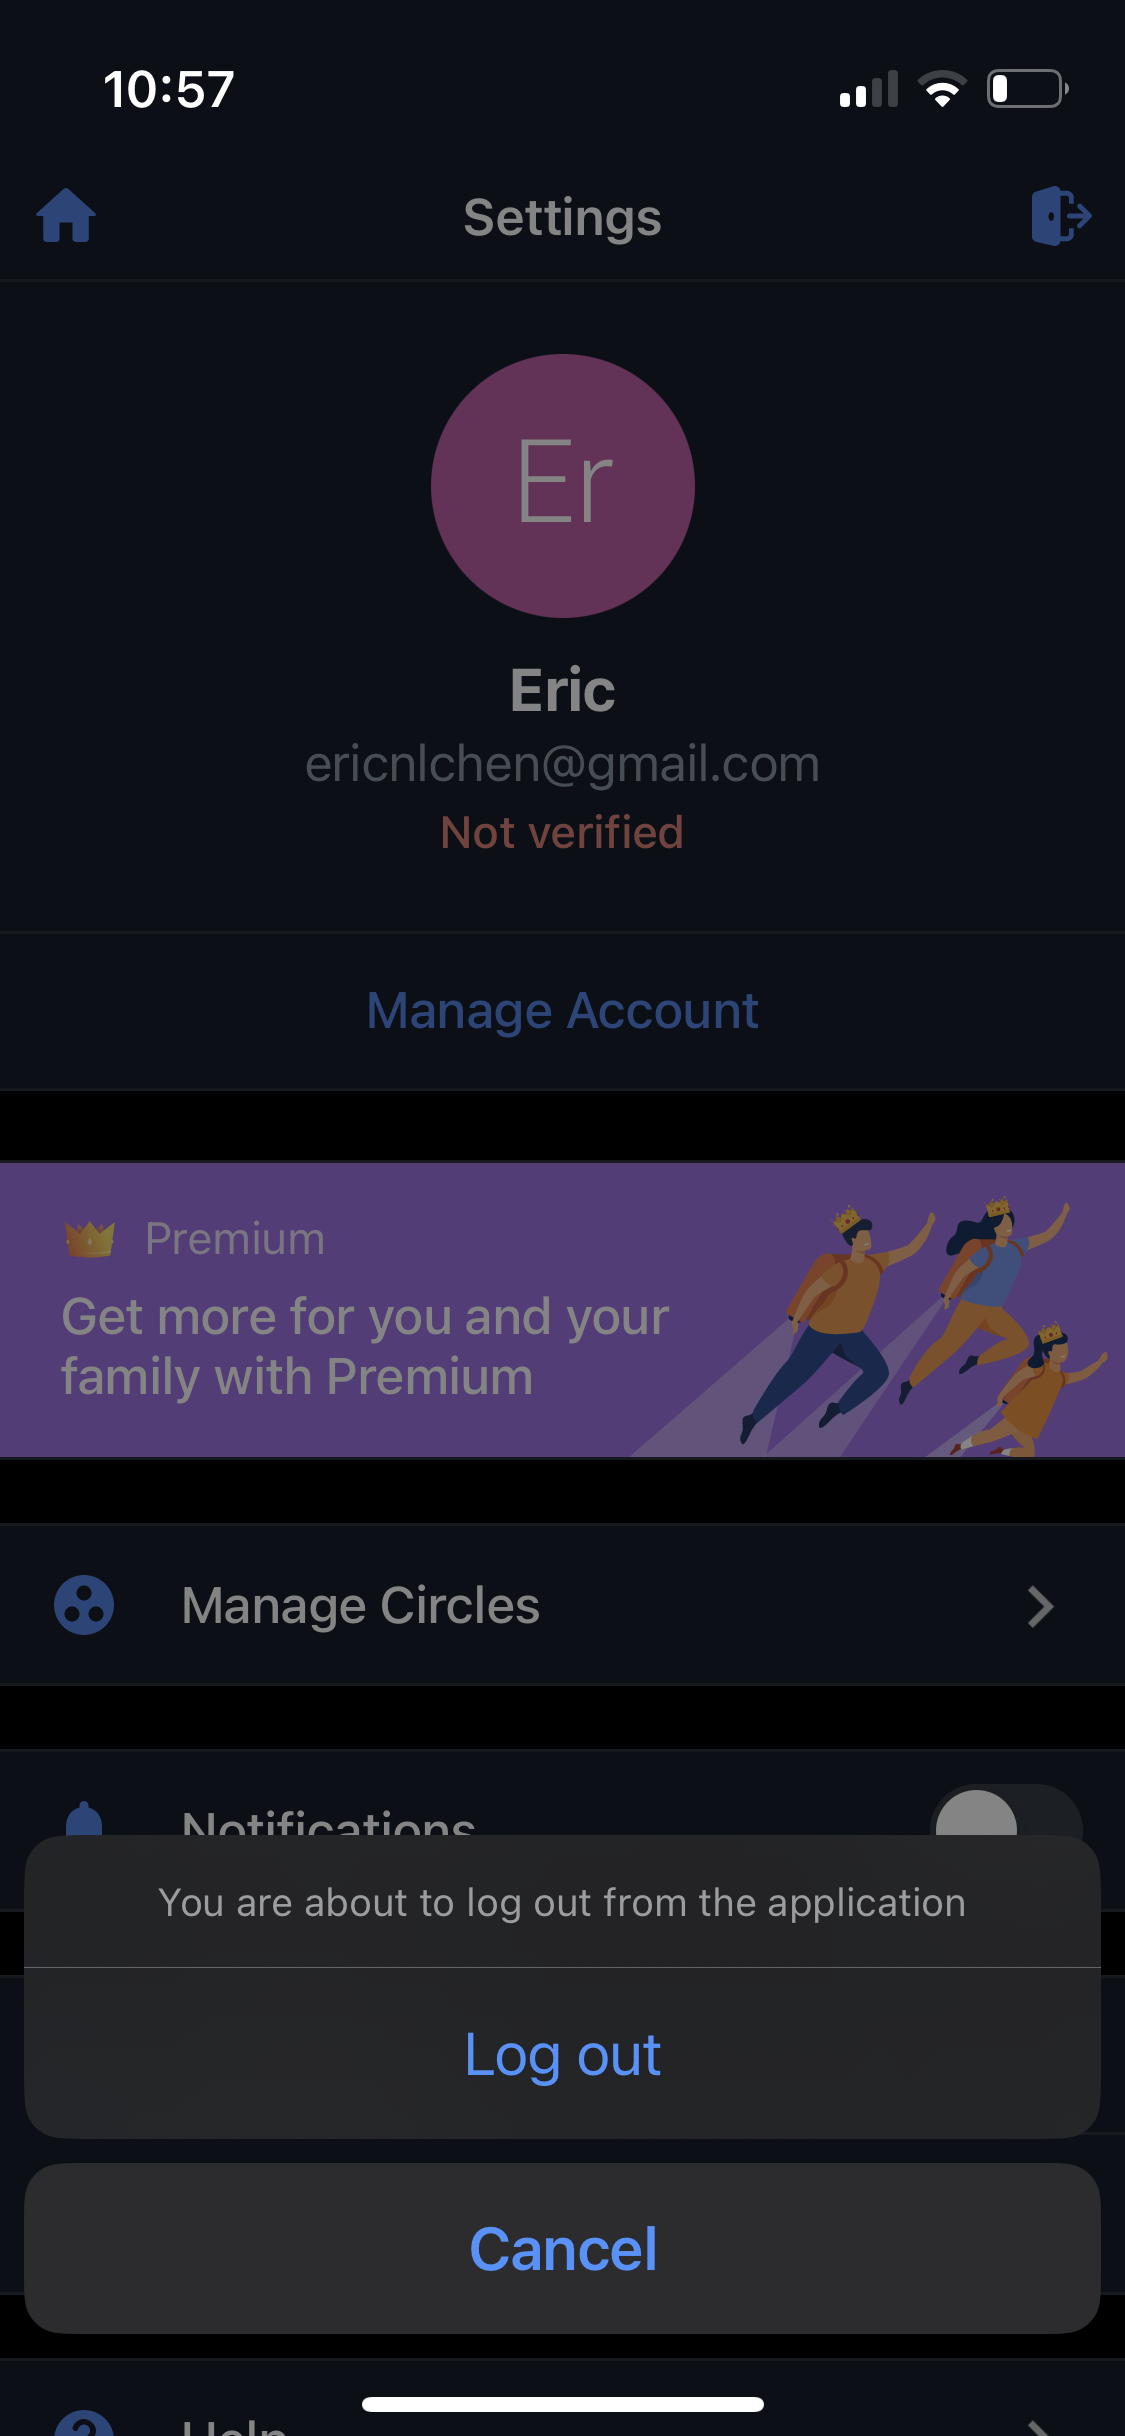 10:57
Settings
Er
Eric
ericnlchen@gmail.com
Not verified
Manage Account
Premium
Get more for you and your
family with Premium
Manage Circles
Notifications
You are about to log out from the application
Log out
Cancel
Help